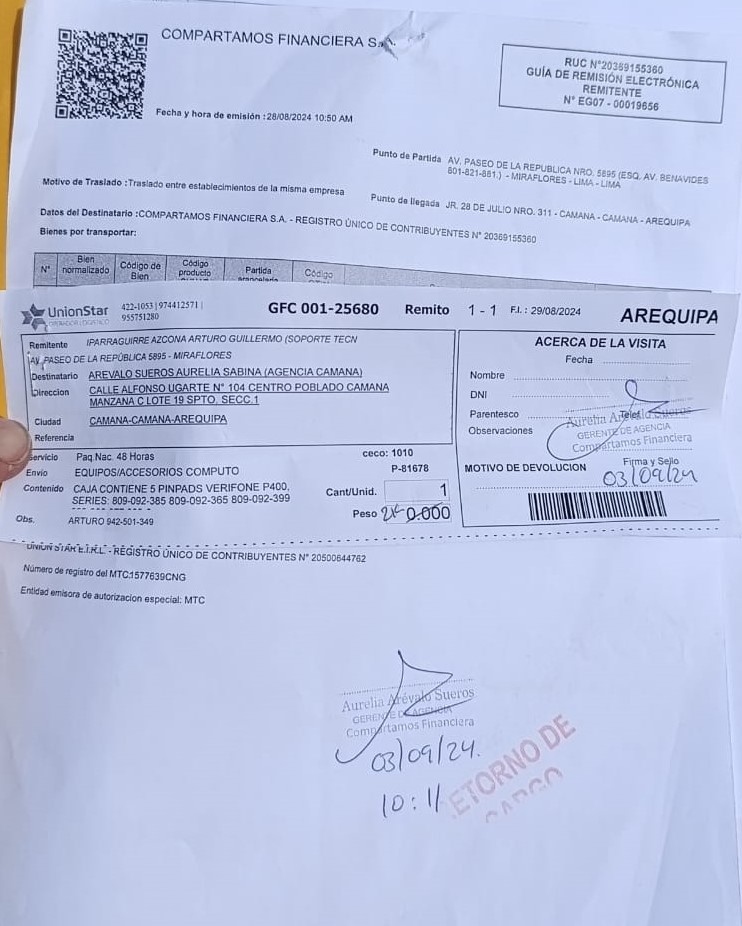 COMPARTAMOS FINANCIERA S.A.
RUC N°20369155360
GUÍA DE REMISIÓN ELECTRÓNICA
REMITENTE
N° EG07 - 00019656
Fecha y hora de emisión :28/08/2024 10:50 AM
Punto de Partida AV. PASEO DE LA REPUBLICA NRO. 5895 (ESQ. AV. BENAVIDES
801-821-881.) - MIRAFLORES - LIMA - LIMA
Motivo de Traslado :Traslado entre establecimientos de la misma empresa
Punto de llegada JR. 28 DE JULIO NRO. 311 - CAMANA - CAMANA - AREQUIPA
Datos del Destinatario :COMPARTAMOS FINANCIERA S.A. - REGISTRO ÚNICO DE CONTRIBUYENTES N° 20369155360
Bienes por transportar:
N° Bien normalizado Código de Bien Código producto Partida Código
UnionStar
OPERADOR LOGISTICO
422-1053 | 974412571 |
955751280
GFC 001-25680 Remito 1 - 1 F.I. : 29/08/2024 AREQUIPA
Remitente IPARRAGUIRRE AZCONA ARTURO GUILLERMO (SOPORTE TECN
AV. PASEO DE LA REPÚBLICA 5895 - MIRAFLORES
Destinatario AREVALO SUEROS AURELIA SABINA (AGENCIA CAMANA)
Direccion CALLE ALFONSO UGARTE N° 104 CENTRO POBLADO CAMANA
MANZANA C LOTE 19 SPTO. SECC.1
Ciudad CAMANA-CAMANA-AREQUIPA
Referencia
Servicio Paq.Nac. 48 Horas ceco: 1010
Envio EQUIPOS/ACCESORIOS COMPUTO P-81678
Contenido CAJA CONTIENE 5 PINPADS VERIFONE P400,
SERIES: 809-092-385 809-092-365 809-092-399
Cant/Unid. 1
Peso 2K 0.000
Obs. ARTURO 942-501-349
ACERCA DE LA VISITA
Fecha
Nombre
DNI
Parentesco Telef.
Observaciones
Aurelia Arévalo Sueros
GERENTE DE AGENCIA
Compartamos Financiera
MOTIVO DE DEVOLUCION Firma y Sello
03/09/24
UNION STAR E.I.R.L. - REGISTRO ÚNICO DE CONTRIBUYENTES N° 20500644762
Número de registro del MTC:1577639CNG
Entidad emisora de autorizacion especial: MTC
Aurelia Arévalo Sueros
GERENTE DE AGENCIA
Compartamos Financiera
03/09/24.
10:11
ETORNO DE
CARGO